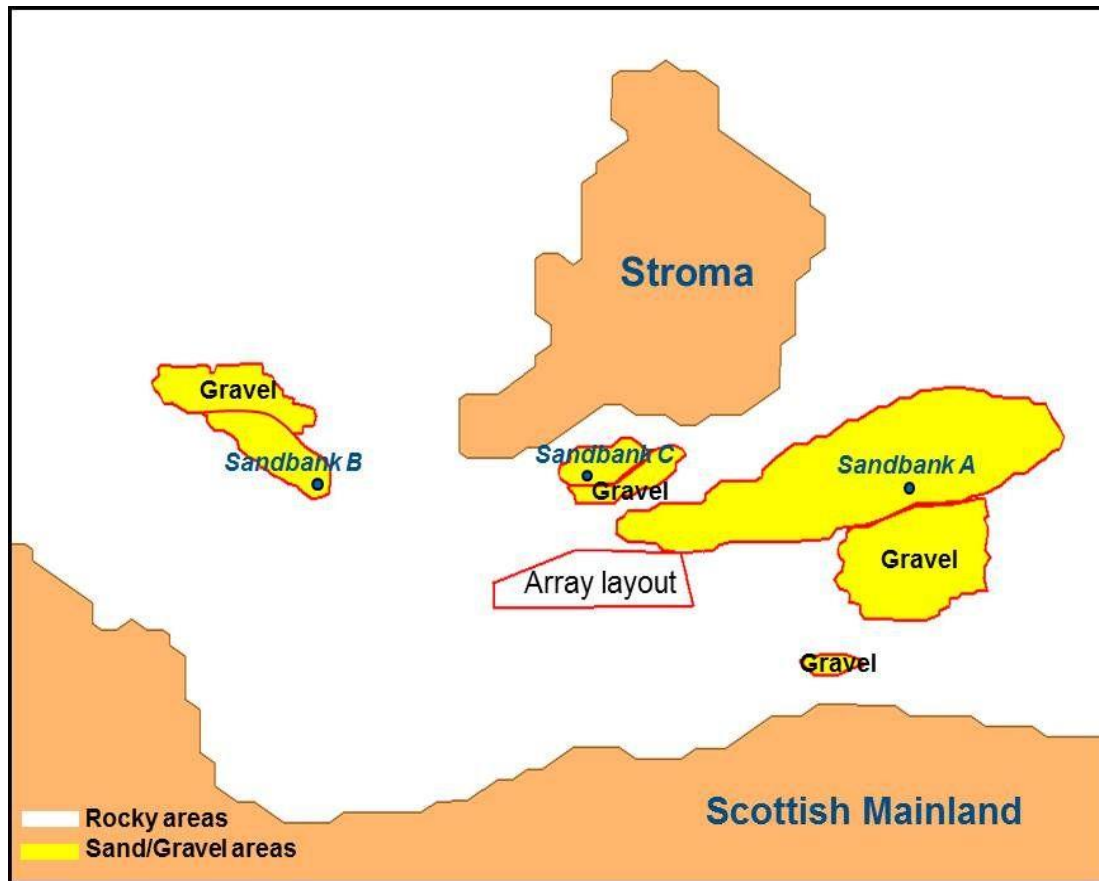 Stroma
Gravel
Sandbank B
Sandbank C
Gravel
Sandbank A
Gravel
Array layout
Gravel
Scottish Mainland
Rocky areas
Sand/Gravel areas